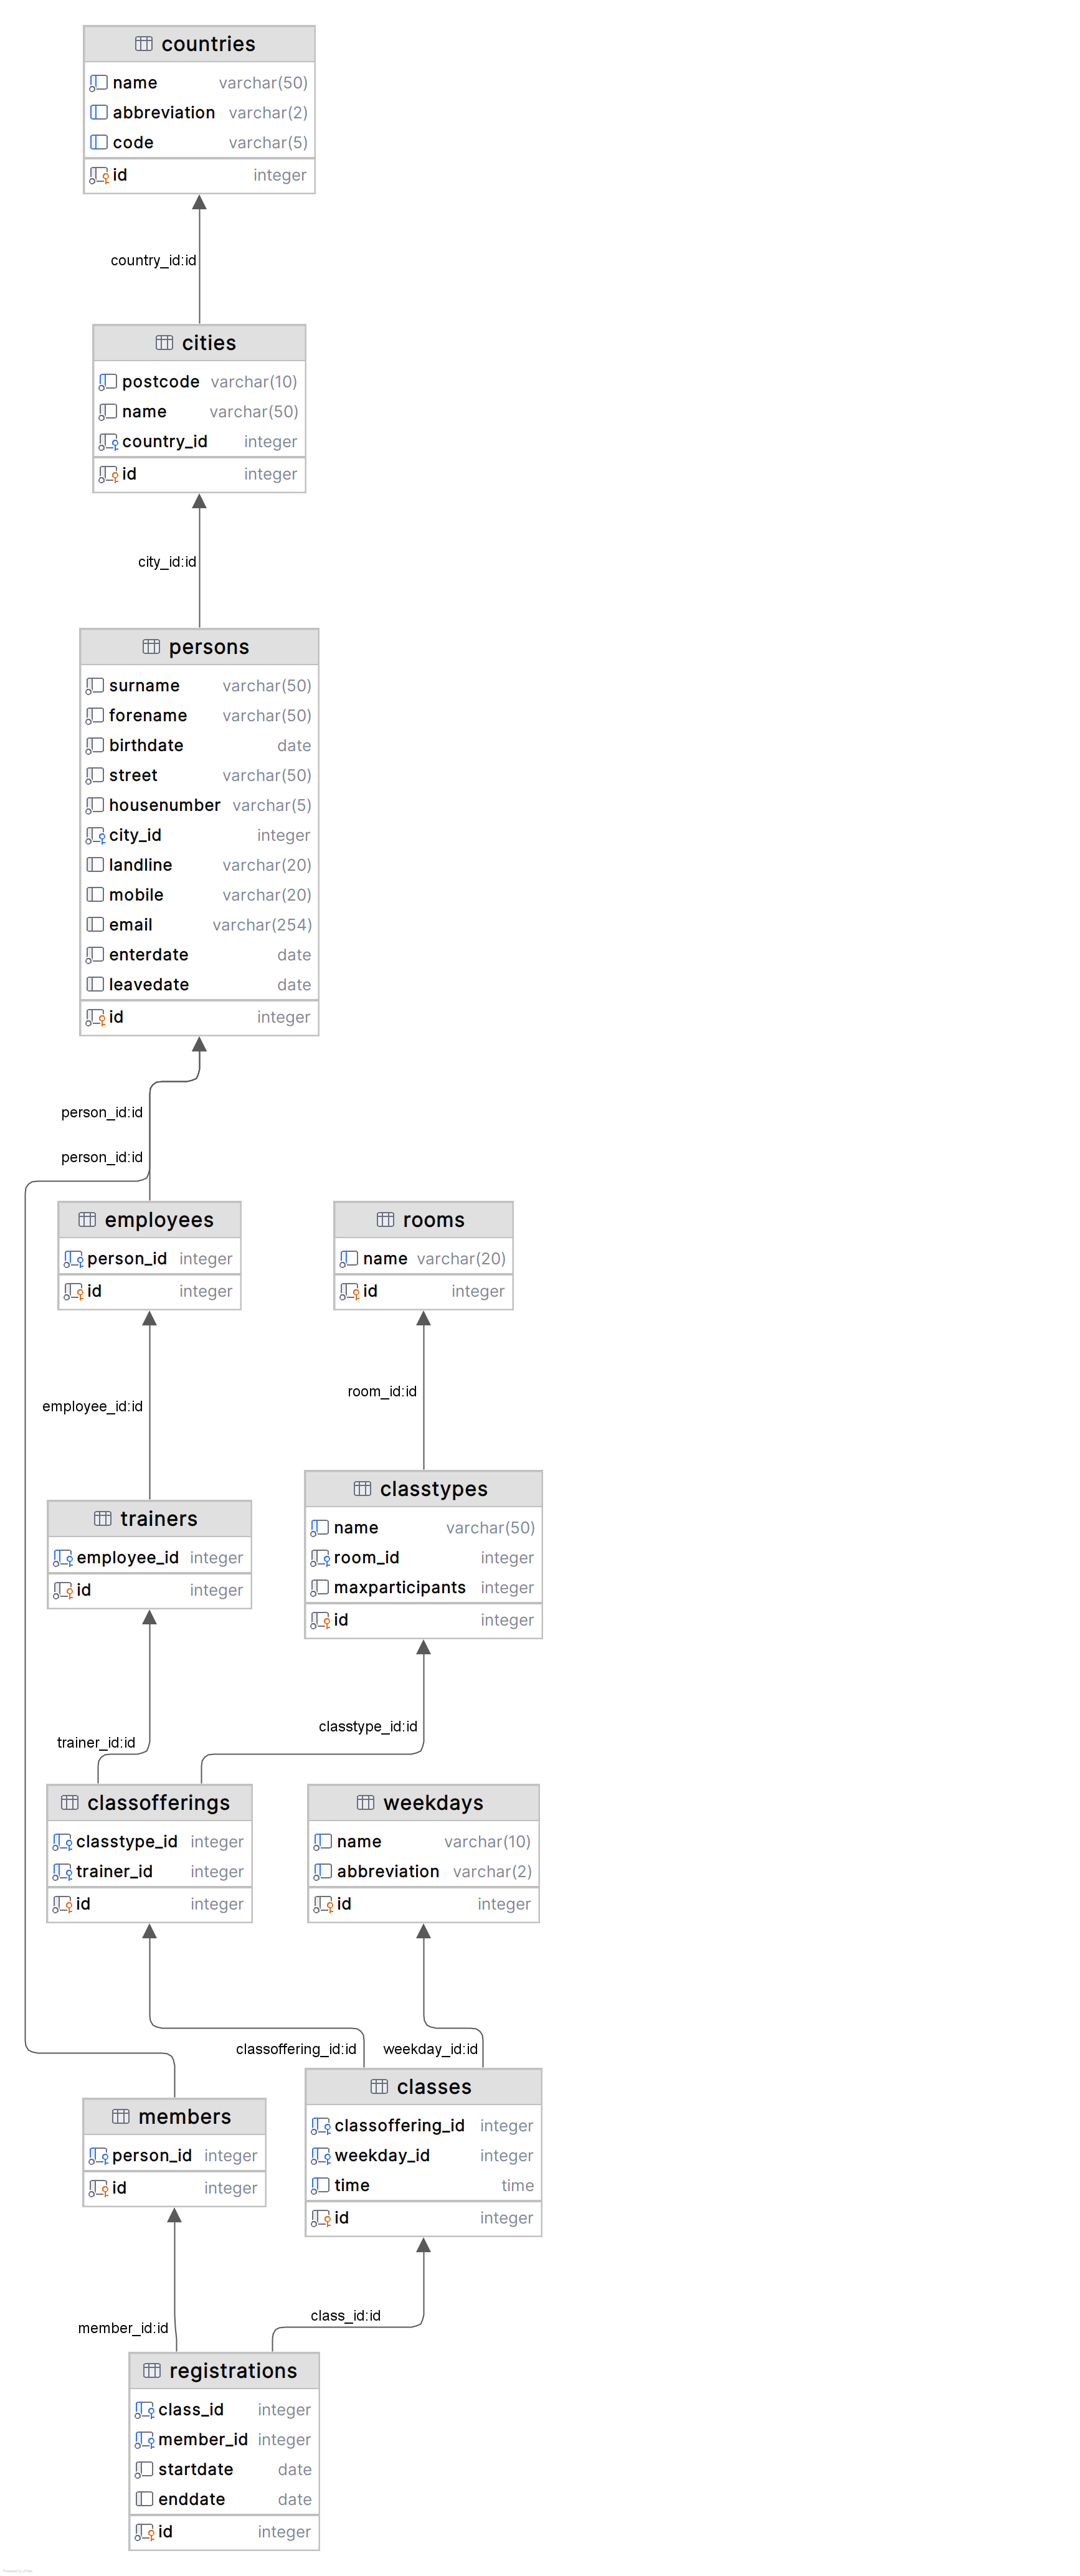 countries
name varchar(50)
abbreviation varchar(2)
code varchar(5)
id integer
country_id:id
cities
postcode varchar(10)
name varchar(50)
country_id integer
id integer
city_id:id
persons
surname varchar(50)
forename varchar(50)
birthdate date
street varchar(50)
housenumber varchar(5)
city_id integer
landline varchar(20)
mobile varchar(20)
email varchar(254)
enterdate date
leavedate date
id integer
person_id:id
person_id:id
employees
person_id integer
id integer
rooms
name varchar(20)
id integer
employee_id:id
room_id:id
trainers
employee_id integer
id integer
classtypes
name varchar(50)
room_id integer
maxparticipants integer
id integer
trainer_id:id
classtype_id:id
classofferings
classtype_id integer
trainer_id integer
id integer
weekdays
name varchar(10)
abbreviation varchar(2)
id integer
classoffering_id:id
weekday_id:id
members
person_id integer
id integer
classes
classoffering_id integer
weekday_id integer
time time
id integer
member_id:id
class_id:id
registrations
class_id integer
member_id integer
startdate date
enddate date
id integer